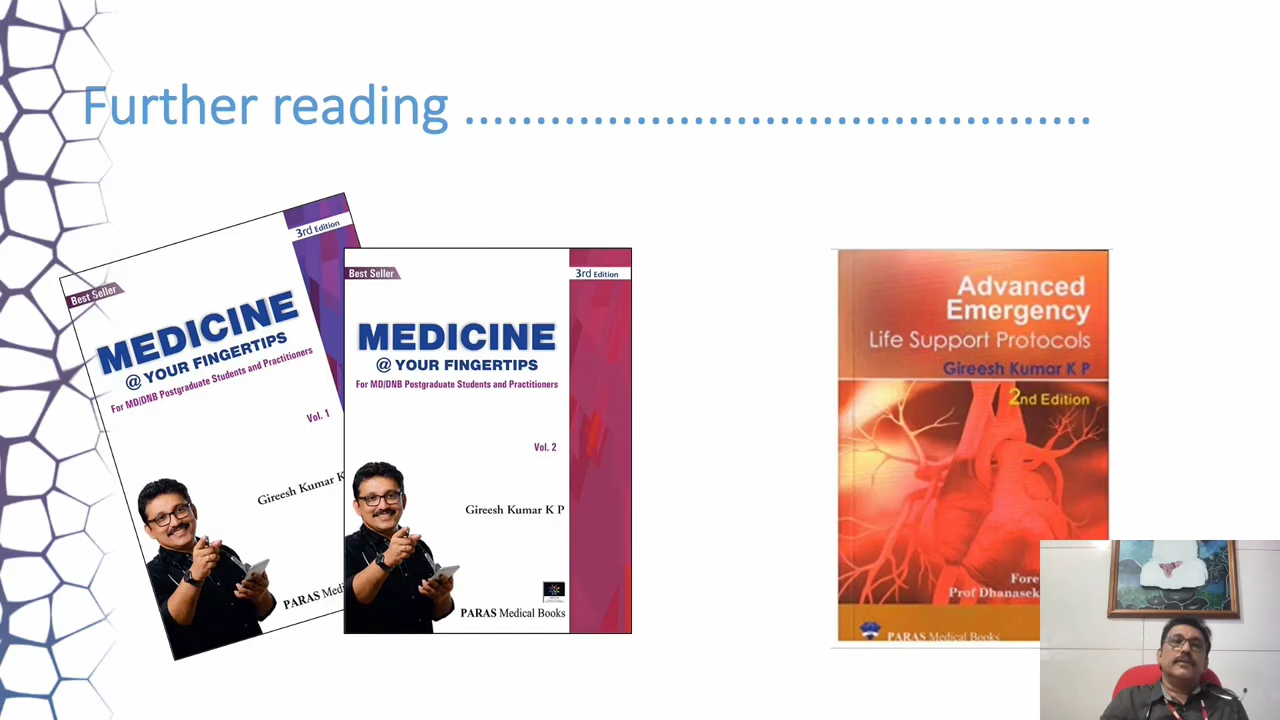 Further reading ............................................
Best Seller
3rd Edition
MEDICINE
@ YOUR FINGERTIPS
For MD/DNB Postgraduate Students and Practitioners
Vol. 1
Gireesh Kumar K
PARAS
Best Seller
3rd Edition
MEDICINE
@ YOUR FINGERTIPS
For MD/DNB Postgraduate Students and Practitioners
Vol. 2
Gireesh Kumar K P
PARAS Medical Books
Advanced
Emergency
Life Support Protocols
Gireesh Kumar K P
2nd Edition
Prof
PARAS Medical Books